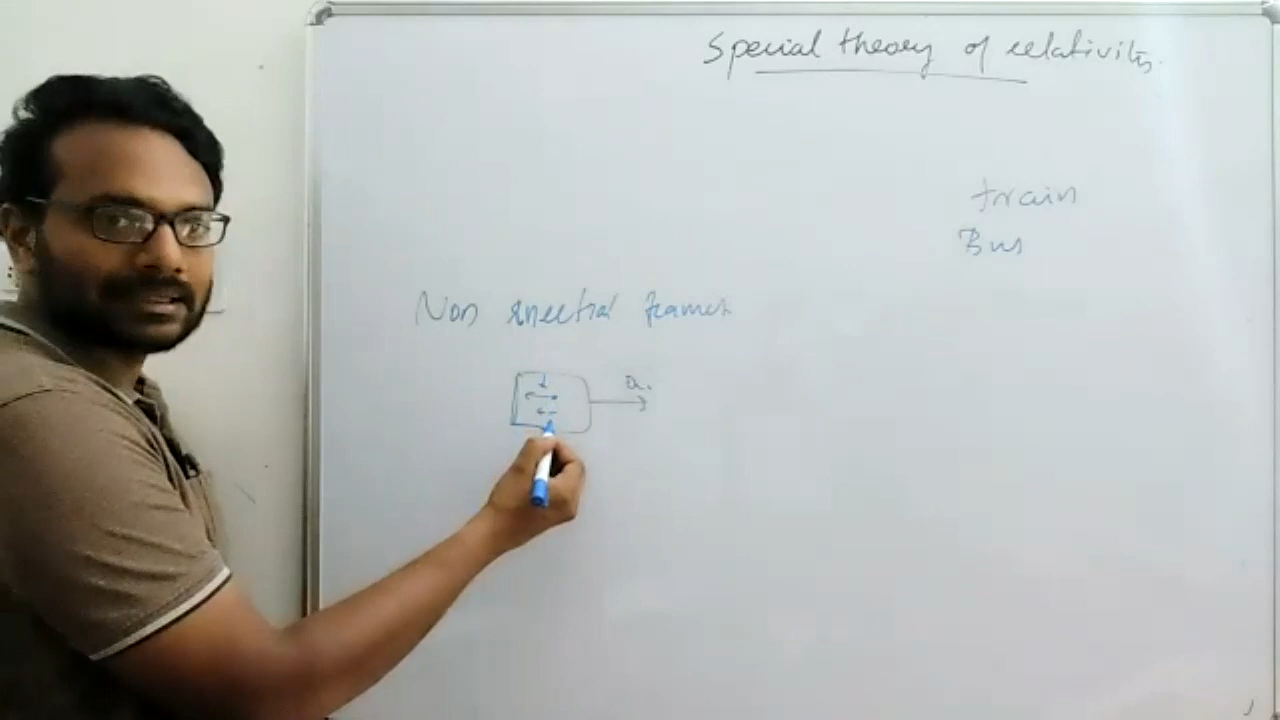 Special theory of relativity.
train
Bus
Non inertial frames
a.